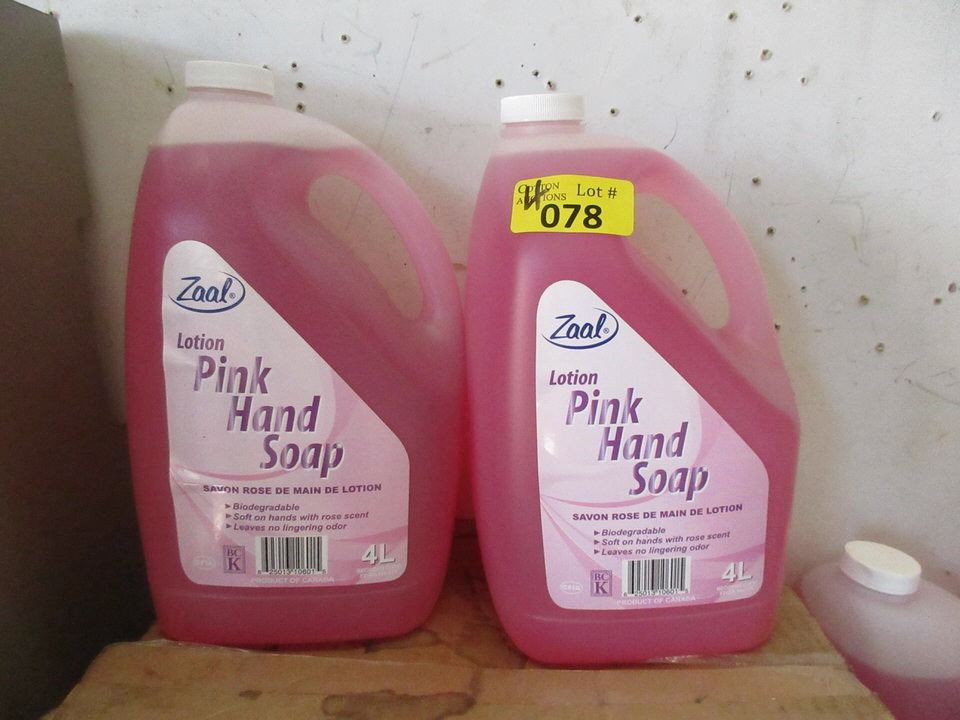 Zaal®
Lotion
Pink
Hand
Soap
SAVON ROSE DE MAIN DE LOTION
▸Biodegradable
▸Soft on hands with rose scent
▸Leaves no lingering odor
BC
K
4L
PRODUCT OF CANADA
Lot #
078
Zaal®
Lotion
Pink
Hand
Soap
SAVON ROSE DE MAIN DE LOTION
▸Biodegradable
▸Soft on hands with rose scent
▸Leaves no lingering odor
BC
K
4L
PRODUCT OF CANADA